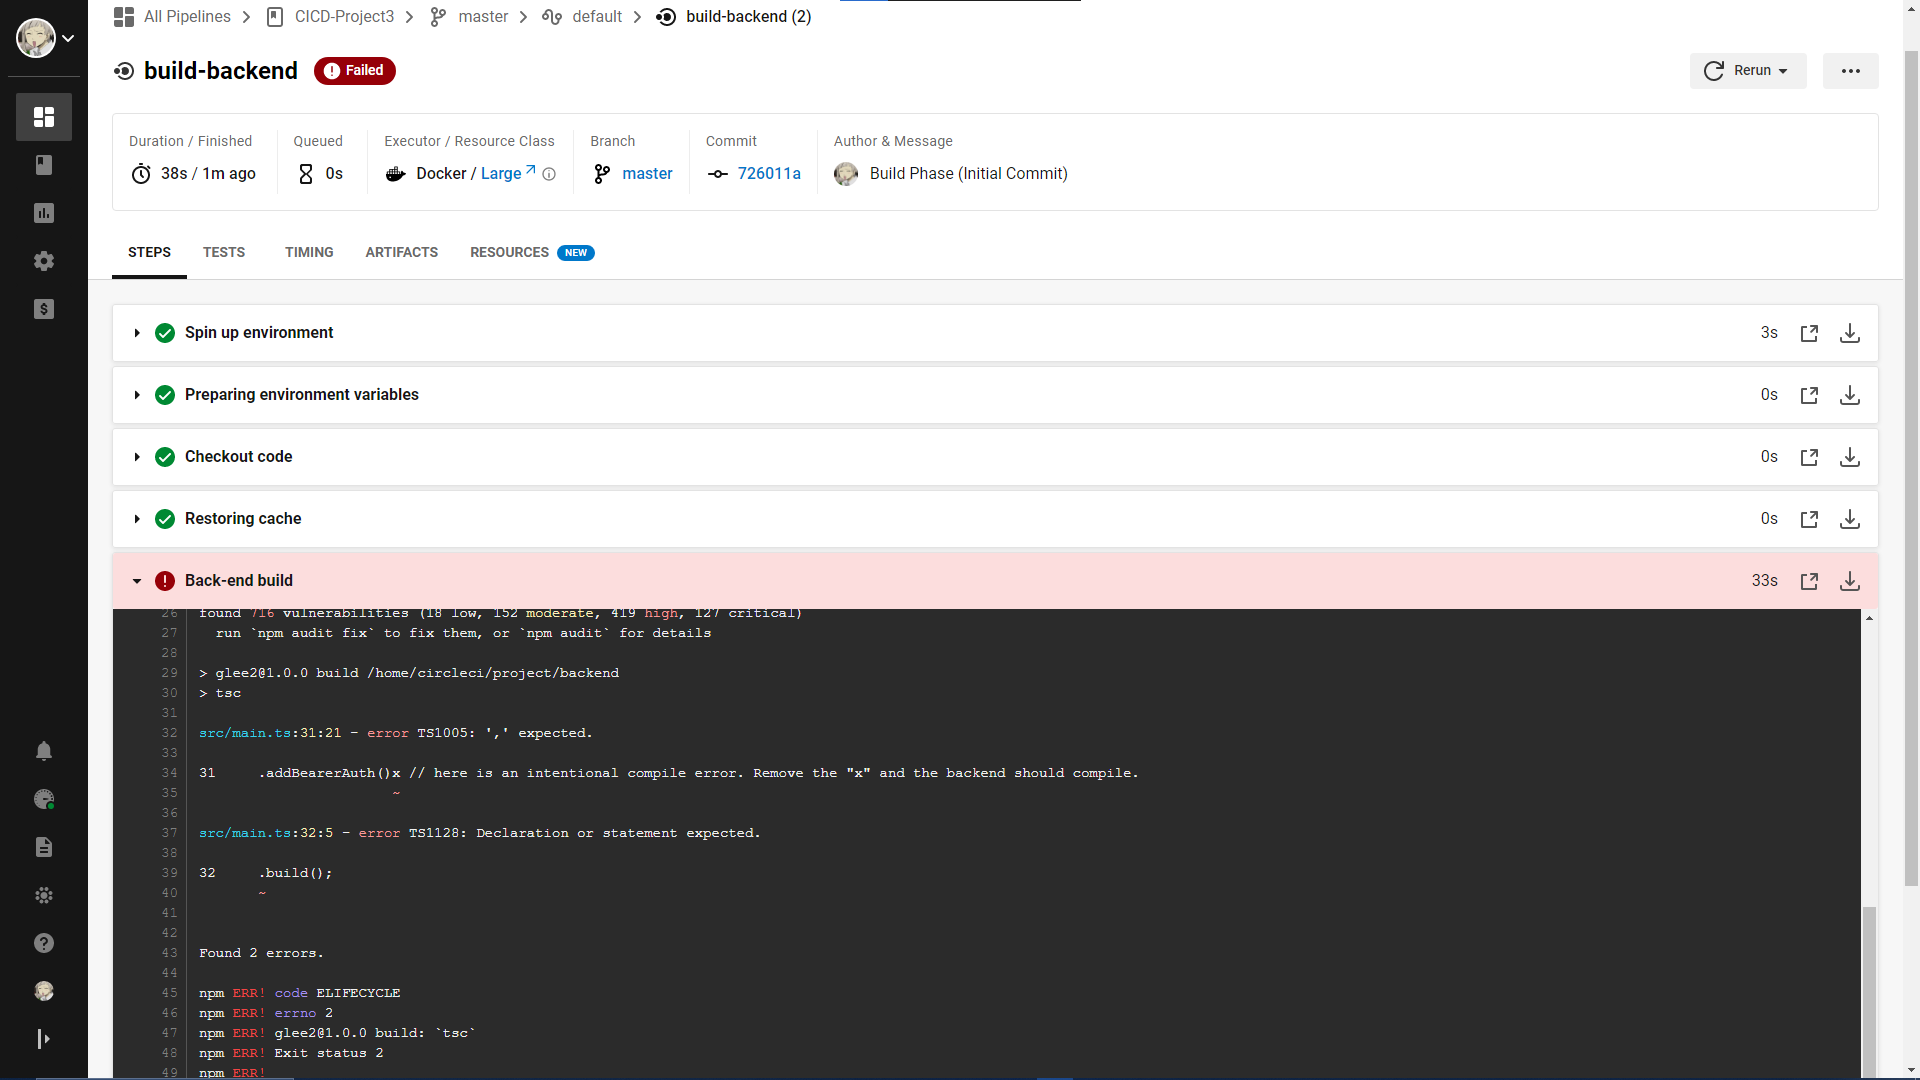 All Pipelines CICD-Project3 master default build-backend (2)
build-backend Failed Rerun
Duration / Finished Queued Executor / Resource Class Branch Commit Author & Message
38s / 1m ago 0s Docker / Large master 726011a Build Phase (Initial Commit)
STEPS TESTS TIMING ARTIFACTS RESOURCES NEW
Spin up environment 3s
Preparing environment variables 0s
Checkout code 0s
Restoring cache 0s
Back-end build 33s
26 found 716 vulnerabilities (18 low, 152 moderate, 419 high, 127 critical)
27 run `npm audit fix` to fix them, or `npm audit` for details
28
29 > glee2@1.0.0 build /home/circleci/project/backend
30 > tsc
31
32 src/main.ts:31:21 - error TS1005: ',' expected.
33
34 31 .addBearerAuth()x // here is an intentional compile error. Remove the "x" and the backend should compile.
35 ~
36
37 src/main.ts:32:5 - error TS1128: Declaration or statement expected.
38
39 32 .build();
40 ~
41
42
43 Found 2 errors.
44
45 npm ERR! code ELIFECYCLE
46 npm ERR! errno 2
47 npm ERR! glee2@1.0.0 build: `tsc`
48 npm ERR! Exit status 2
49 npm ERR!